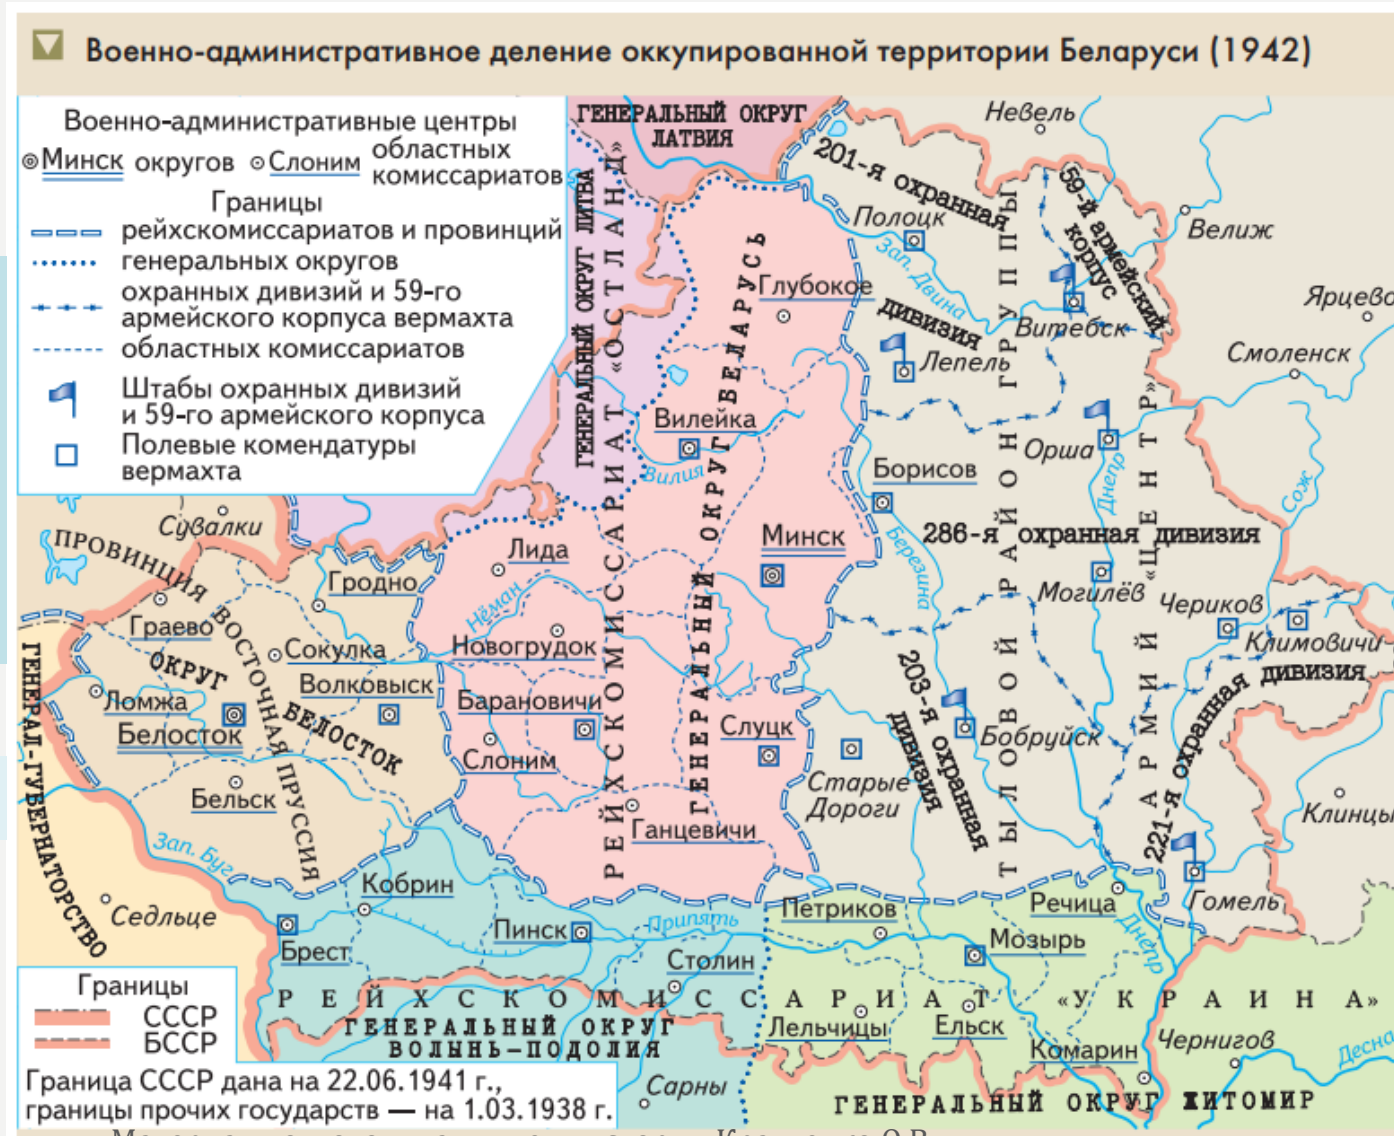 Военно-административное деление оккупированной территории Беларуси (1942)
Военно-административные центры
Минск округов
Слоним областных
комиссариатов
Границы
рейхскомиссариатов и провинций
генеральных округов
охранных дивизий и 59-го
армейского корпуса вермахта
областных комиссариатов
Штабы охранных дивизий
и 59-го армейского корпуса
Полевые комендатуры
вермахта
ГЕНЕРАЛЬНЫЙ ОКРУГ
ЛАТВИЯ
ГЕНЕРАЛЬНЫЙ ОКРУГ ЛИТВА
РЕЙХСКОМИССАРИАТ «ОСТЛАНД»
ГЕНЕРАЛЬНЫЙ ОКРУГ БЕЛАРУСЬ
ТЫЛОВОЙ РАЙОН ГРУППЫ
АРМИЙ «ЦЕНТР»
201-я охранная
дивизия
59-й армейский
корпус
Невель
Полоцк
Зап. Двина
Велиж
Глубокое
Витебск
Ярцево
Лепель
Смоленск
Вилейка
Вилия
Орша
Днепр
Борисов
Сож
Березина
286-я охранная дивизия
Сувалки
ПРОВИНЦИЯ ВОСТОЧНАЯ ПРУССИЯ
Лида
Минск
Гродно
Нёман
Могилёв
Чериков
Климовичи
Граево
ОКРУГ БЕЛОСТОК
Сокулка
Новогрудок
203-я охранная
дивизия
221-я охранная дивизия
Ломжа
Волковыск
Барановичи
Слуцк
Бобруйск
Белосток
Слоним
Старые
Дороги
Бельск
Ганцевичи
Клинцы
ГЕНЕРАЛ-ГУБЕРНАТОРСТВО
Зап. Буг
Седльце
Кобрин
Петриков
Речица
Гомель
Брест
Пинск
Припять
Мозырь
Днепр
Столин
РЕЙХСКОМИССАРИАТ «УКРАИНА»
ГЕНЕРАЛЬНЫЙ ОКРУГ
ВОЛЫНЬ-ПОДОЛИЯ
Лельчицы
Ельск
Комарин
Чернигов
Десна
Сарны
ГЕНЕРАЛЬНЫЙ ОКРУГ ЖИТОМИР
Границы
СССР
БССР
Граница СССР дана на 22.06.1941 г.,
границы прочих государств — на 1.03.1938 г.